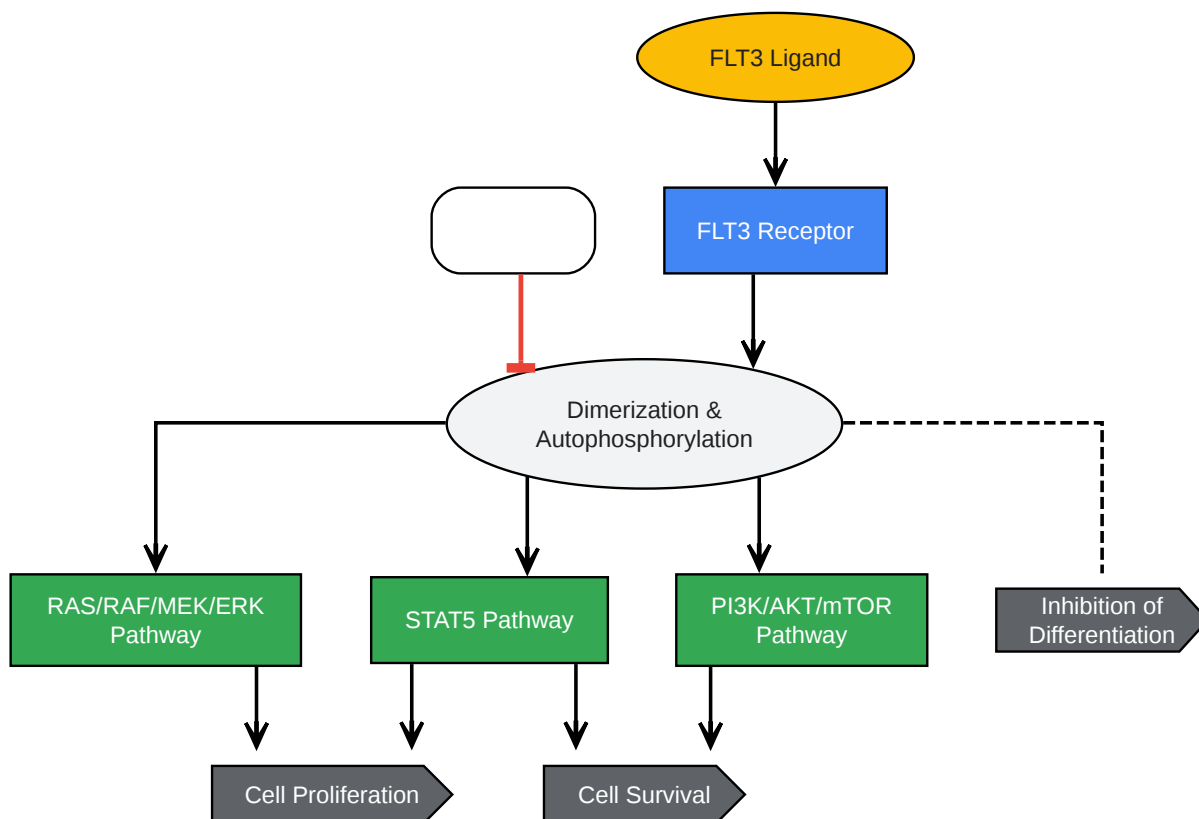 FLT3 Ligand
FLT3 Receptor
Dimerization &
Autophosphorylation
RAS/RAF/MEK/ERK
Pathway
STAT5 Pathway
PI3K/AKT/mTOR
Pathway
Inhibition of
Differentiation
Cell Proliferation
Cell Survival